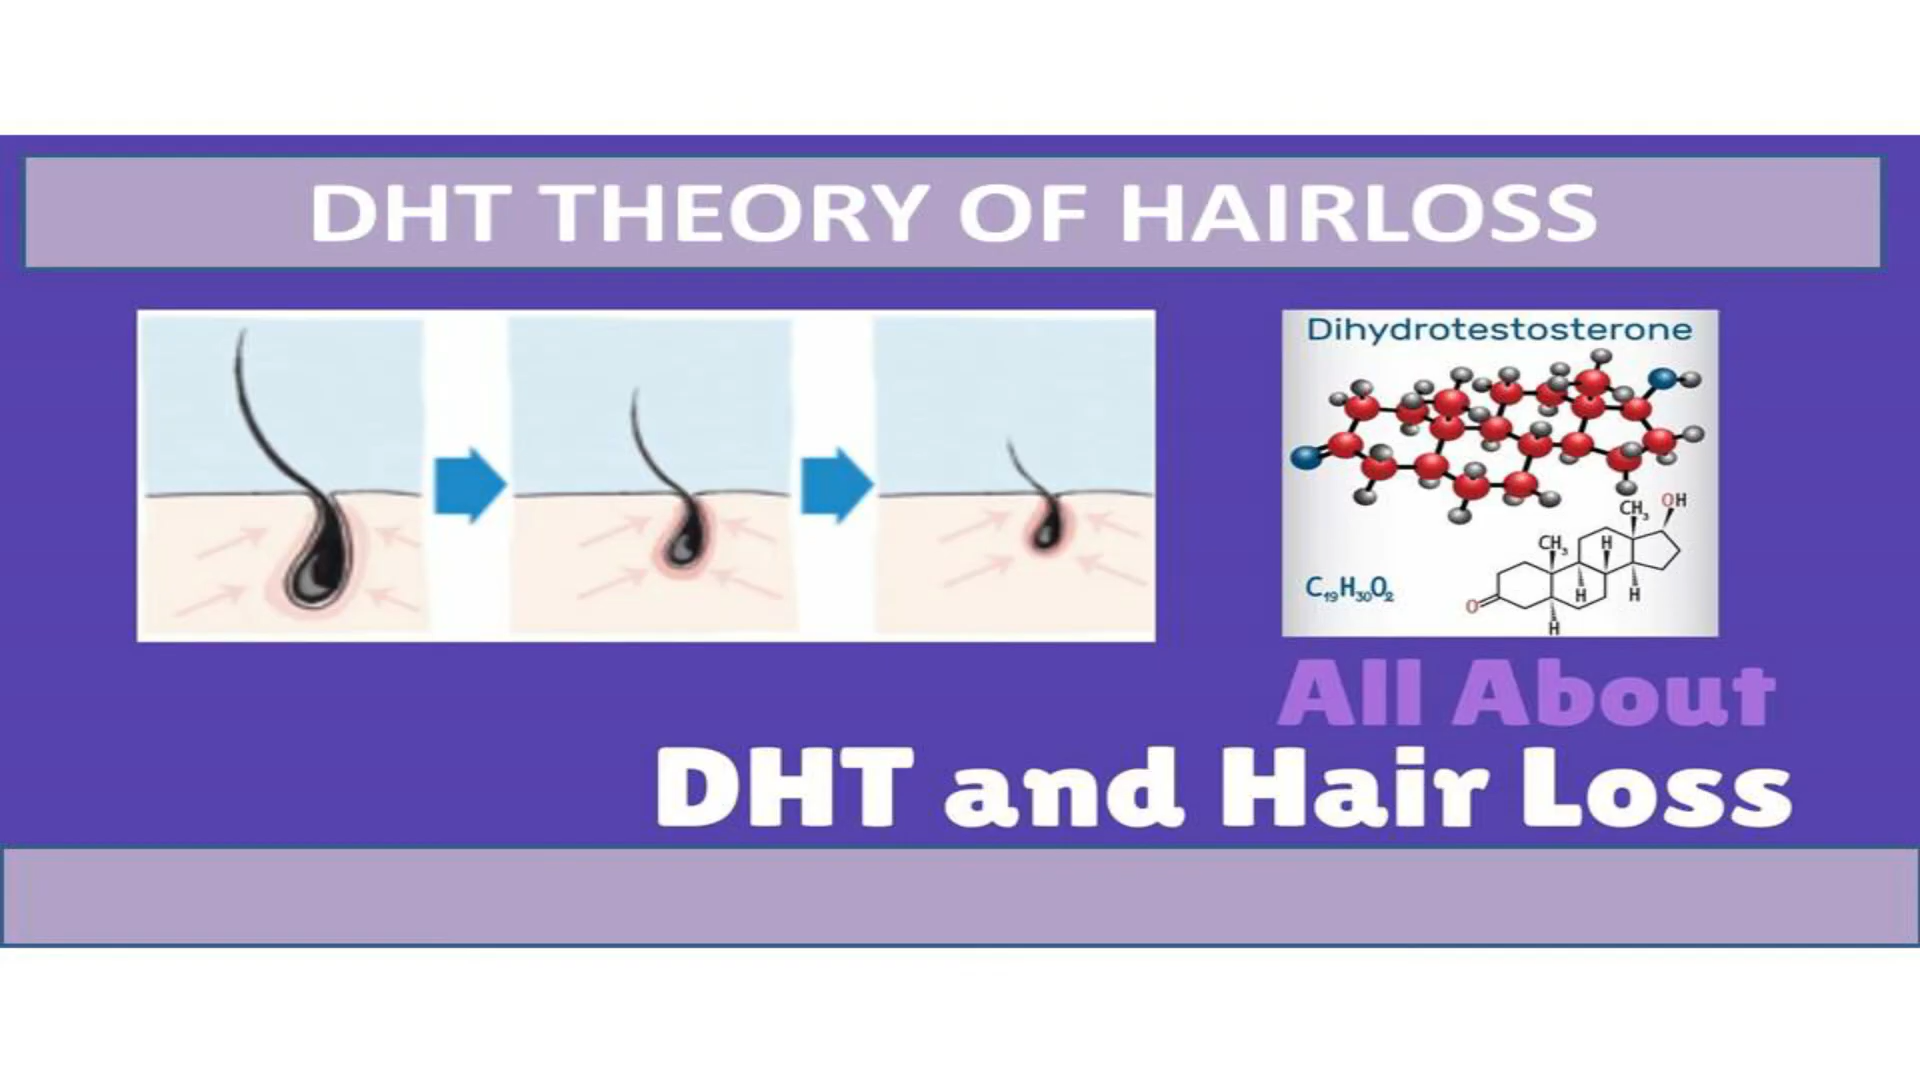 DHT THEORY OF HAIRLOSS
Dihydrotestosterone
CH₃ OH
CH₃ H
C₁₉H₃₀O₂
H H
O
H
All About
DHT and Hair Loss